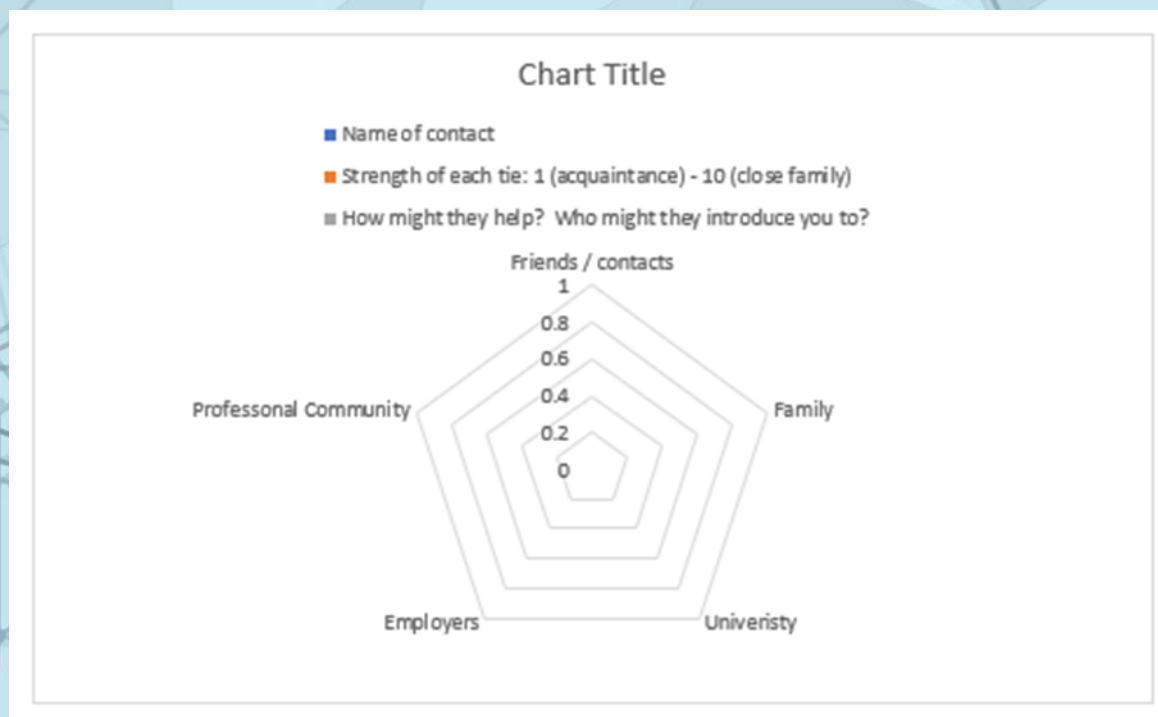 Chart Title
Name of contact
Strength of each tie: 1 (acquaintance) - 10 (close family)
How might they help? Who might they introduce you to?
Friends / contacts
1
0.8
0.6
0.4
0.2
0
Professonal Community
Family
Employers
Univeristy